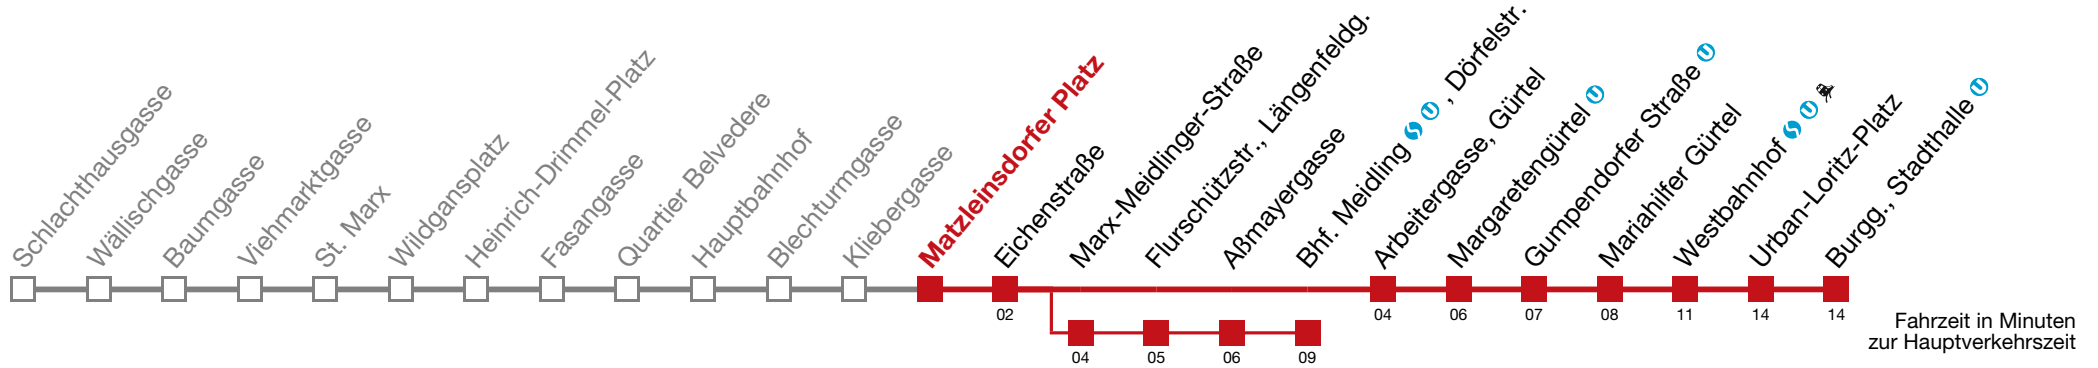 Schlachthausgasse
Wällischgasse
Baumgasse
Viehmarktgasse
St. Marx
Wildgansplatz
Heinrich-Drimmel-Platz
Fasangasse
Quartier Belvedere
Hauptbahnhof
Blechturmgasse
Kliebergasse
Matzleinsdorfer Platz
Eichenstraße
Marx-Meidlinger-Straße
Flurschützstr., Längenfeldg.
Aßmayergasse
Bhf. Meidling S U , Dörfelstr.
Arbeitergasse, Gürtel
Margaretengürtel U
Gumpendorfer Straße U
Mariahilfer Gürtel
Westbahnhof S U
Urban-Loritz-Platz
Burgg., Stadthalle U
02
04
06
07
08
11
14
14
04
05
06
09
Fahrzeit in Minuten
zur Hauptverkehrszeit